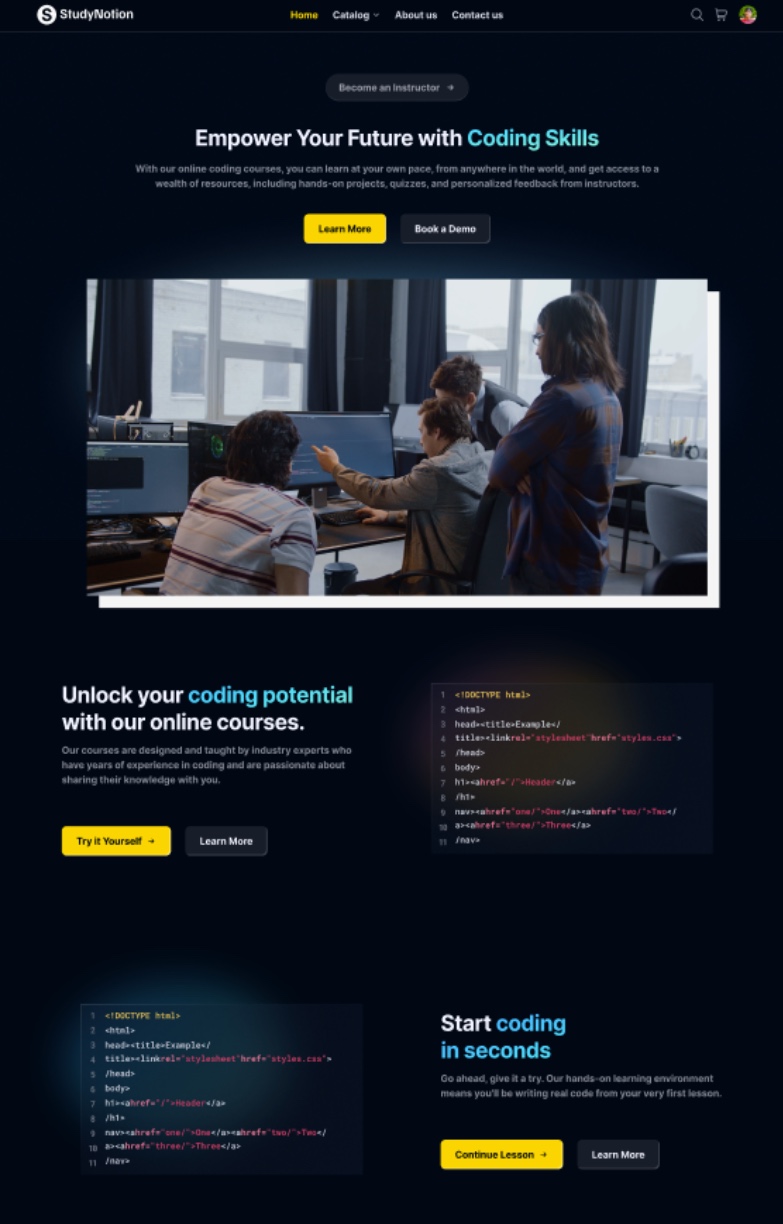 StudyNotion
Home
Catalog
About us
Contact us
Become an Instructor →
Empower Your Future with Coding Skills
With our online coding courses, you can learn at your own pace, from anywhere in the world, and get access to a
wealth of resources, including hands-on projects, quizzes, and personalized feedback from instructors.
Learn More
Book a Demo
Unlock your coding potential
with our online courses.
Our courses are designed and taught by industry experts who
have years of experience in coding and are passionate about
sharing their knowledge with you.
Try it Yourself →
Learn More
1 <!DOCTYPE html>
2 <html>
3 head><title>Example</
4 title><linkrel="stylesheet"href="styles.css">
5 /head>
6 body>
7 h1><ahref="/">Header</a>
8 /h1>
9 nav><ahref="one/">One</a><ahref="two/">Two</
10 a><ahref="three/">Three</a>
11 /nav>
1 <!DOCTYPE html>
2 <html>
3 head><title>Example</
4 title><linkrel="stylesheet"href="styles.css">
5 /head>
6 body>
7 h1><ahref="/">Header</a>
8 /h1>
9 nav><ahref="one/">One</a><ahref="two/">Two</
10 a><ahref="three/">Three</a>
11 /nav>
Start coding
in seconds
Go ahead, give it a try. Our hands-on learning environment
means you'll be writing real code from your very first lesson.
Continue Lesson →
Learn More